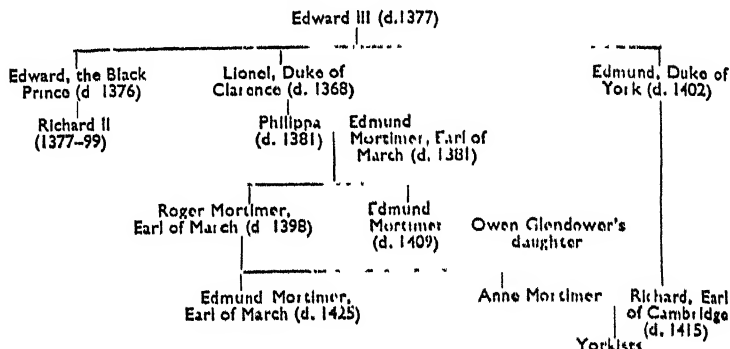 Edward III (d.1377)
Edward, the Black
Prince (d 1376)
Lionel, Duke of
Clarence (d. 1368)
Edmund, Duke of
York (d. 1402)
Richard II
(1377–99)
Philippa
(d. 1381)
Edmund
Mortimer, Earl of
March (d. 1381)
Roger Mortimer,
Earl of March (d 1398)
Edmund
Mortimer
(d. 1409)
Owen Glendower's
daughter
Edmund Mortimer,
Earl of March (d. 1425)
Anne Mortimer
Richard, Earl
of Cambridge
(d. 1415)
Yorkists